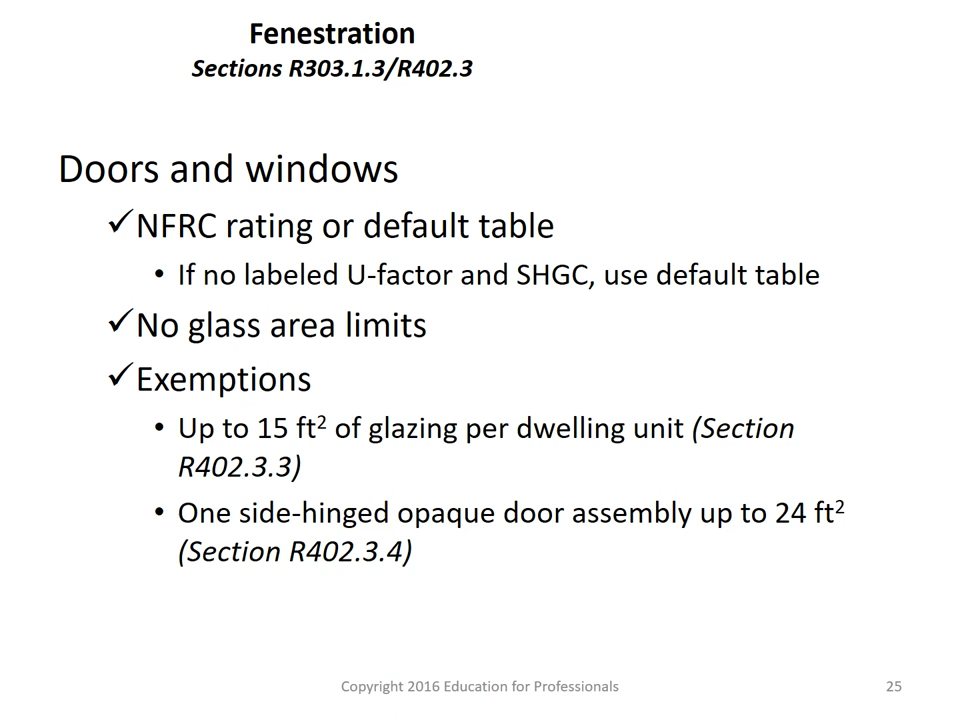 Fenestration
Sections R303.1.3/R402.3
Doors and windows
✓NFRC rating or default table
• If no labeled U-factor and SHGC, use default table
✓No glass area limits
✓Exemptions
• Up to 15 ft² of glazing per dwelling unit (Section
R402.3.3)
• One side-hinged opaque door assembly up to 24 ft²
(Section R402.3.4)
Copyright 2016 Education for Professionals
25